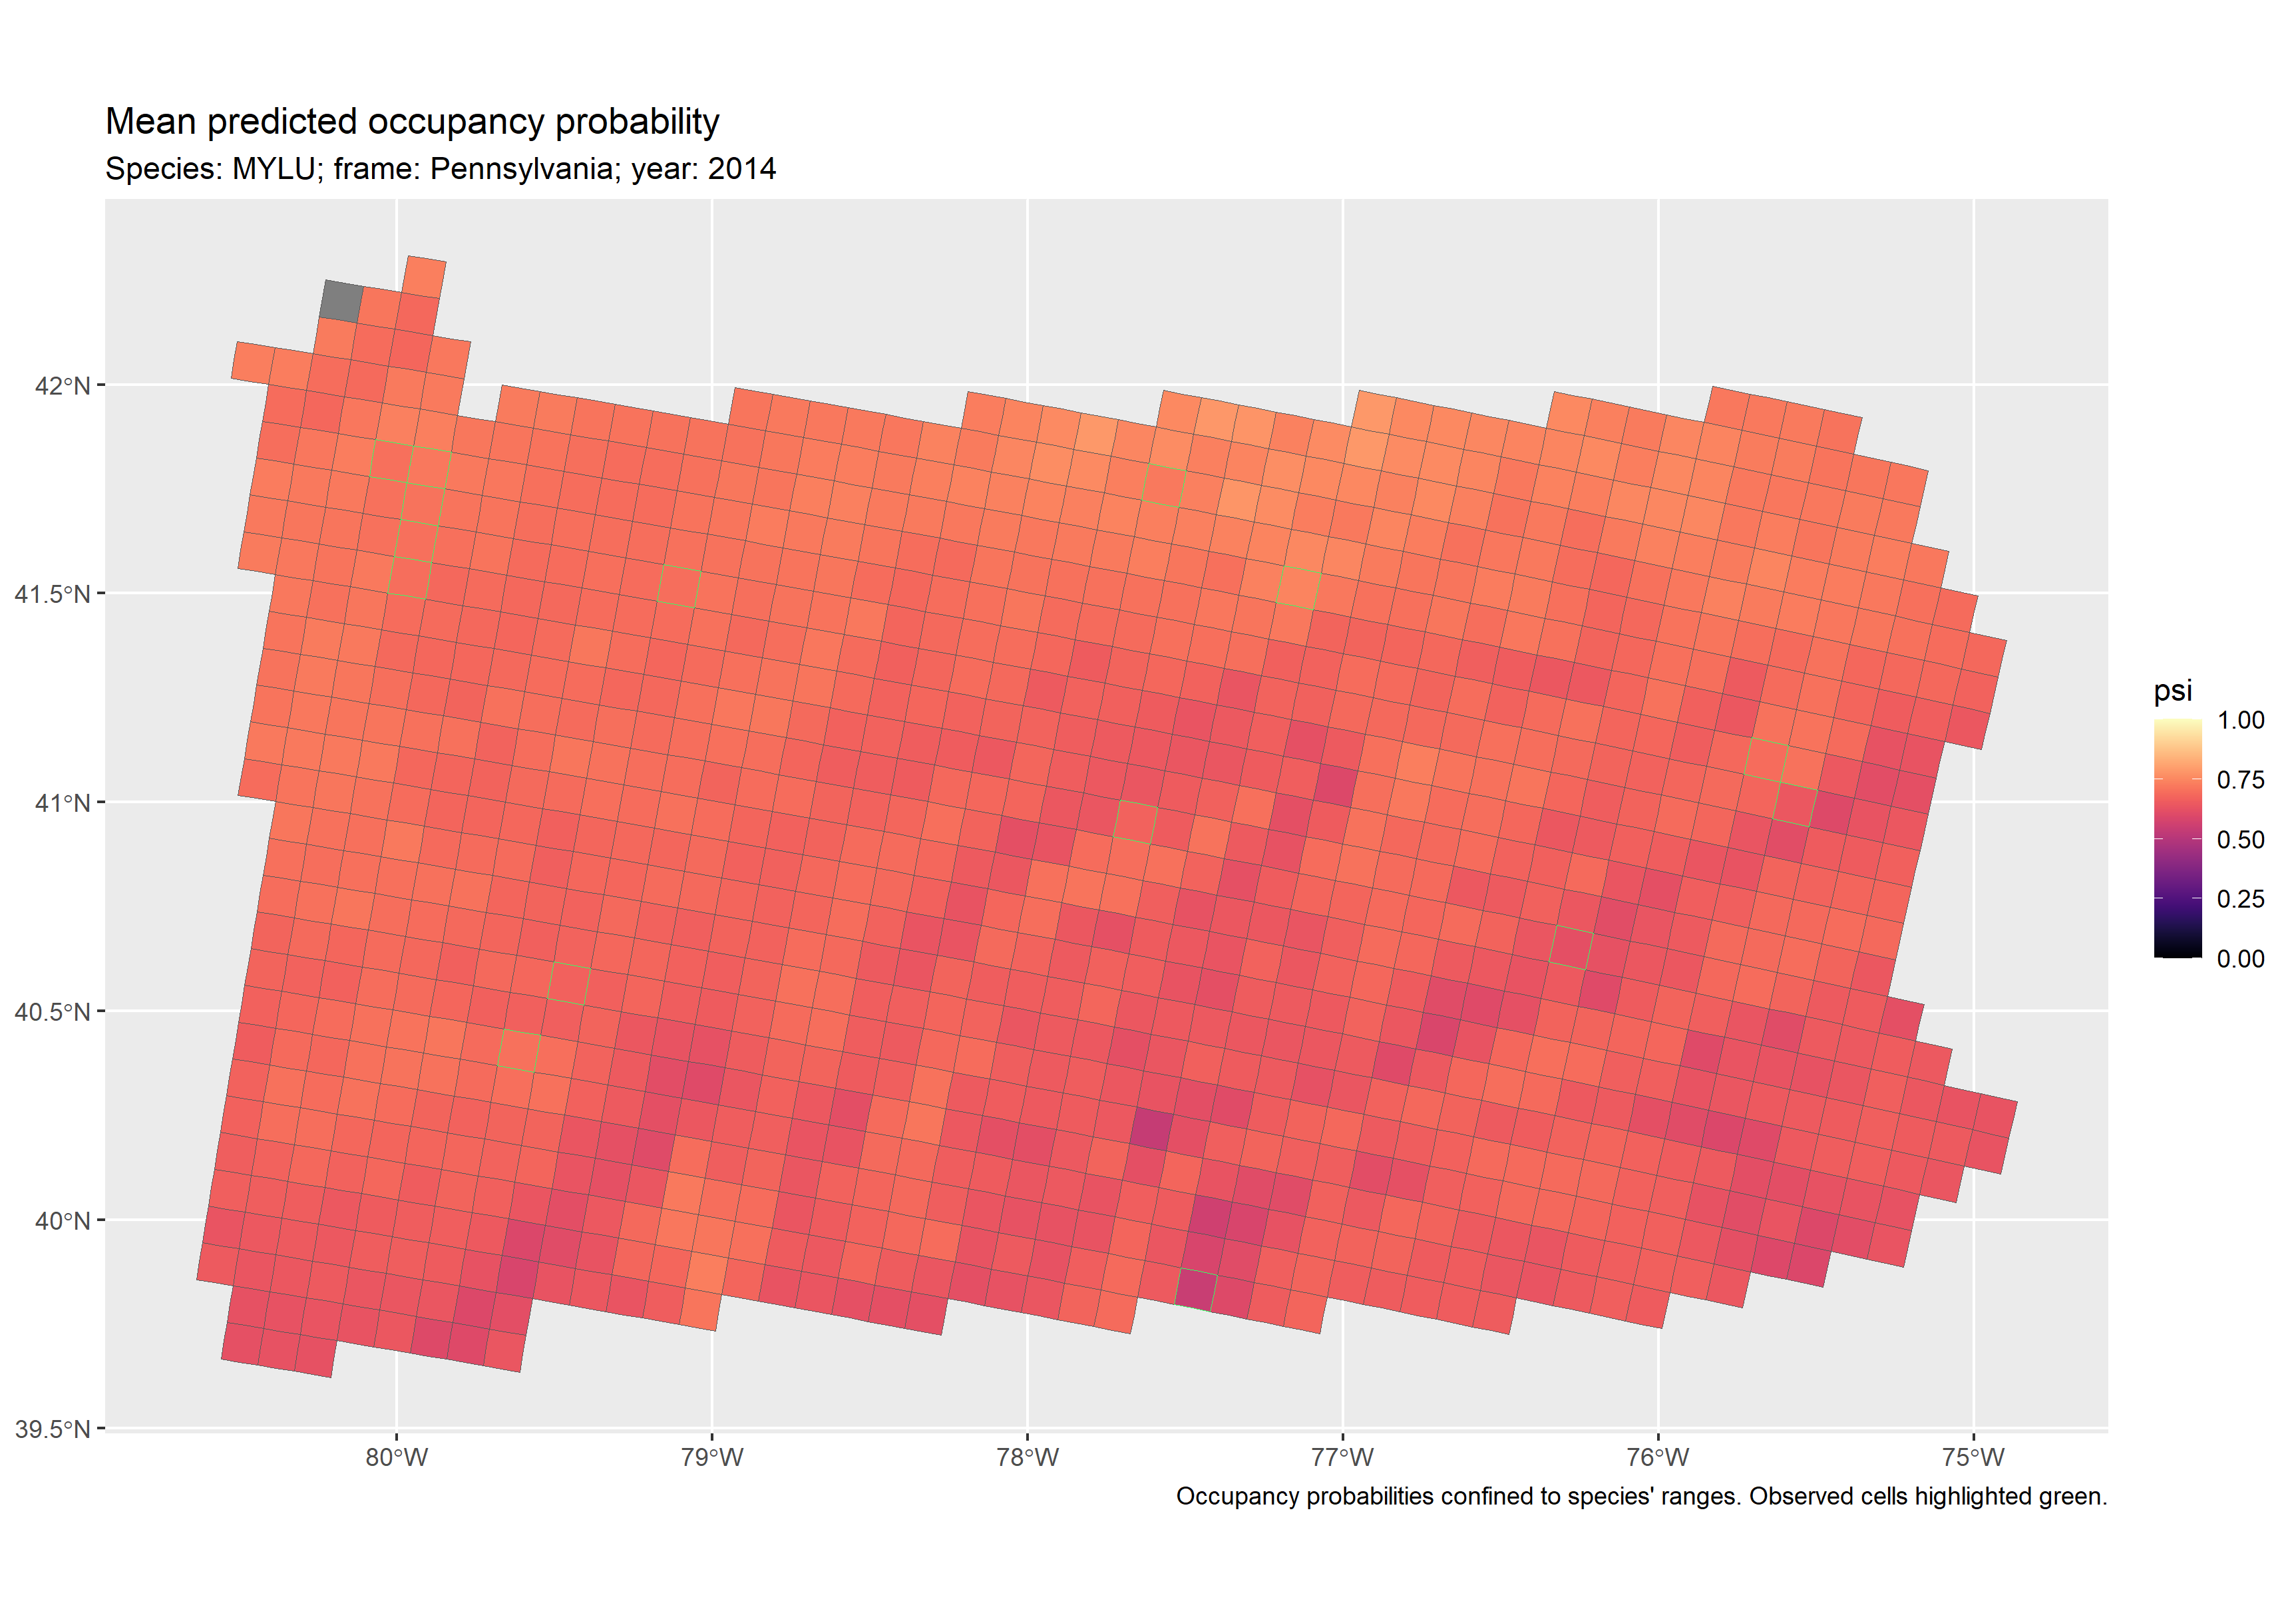 Mean predicted occupancy probability
Species: MYLU; frame: Pennsylvania; year: 2014
42°N
41.5°N
41°N
40.5°N
40°N
39.5°N
80°W
79°W
78°W
77°W
76°W
75°W
psi
1.00
0.75
0.50
0.25
0.00
Occupancy probabilities confined to species' ranges. Observed cells highlighted green.